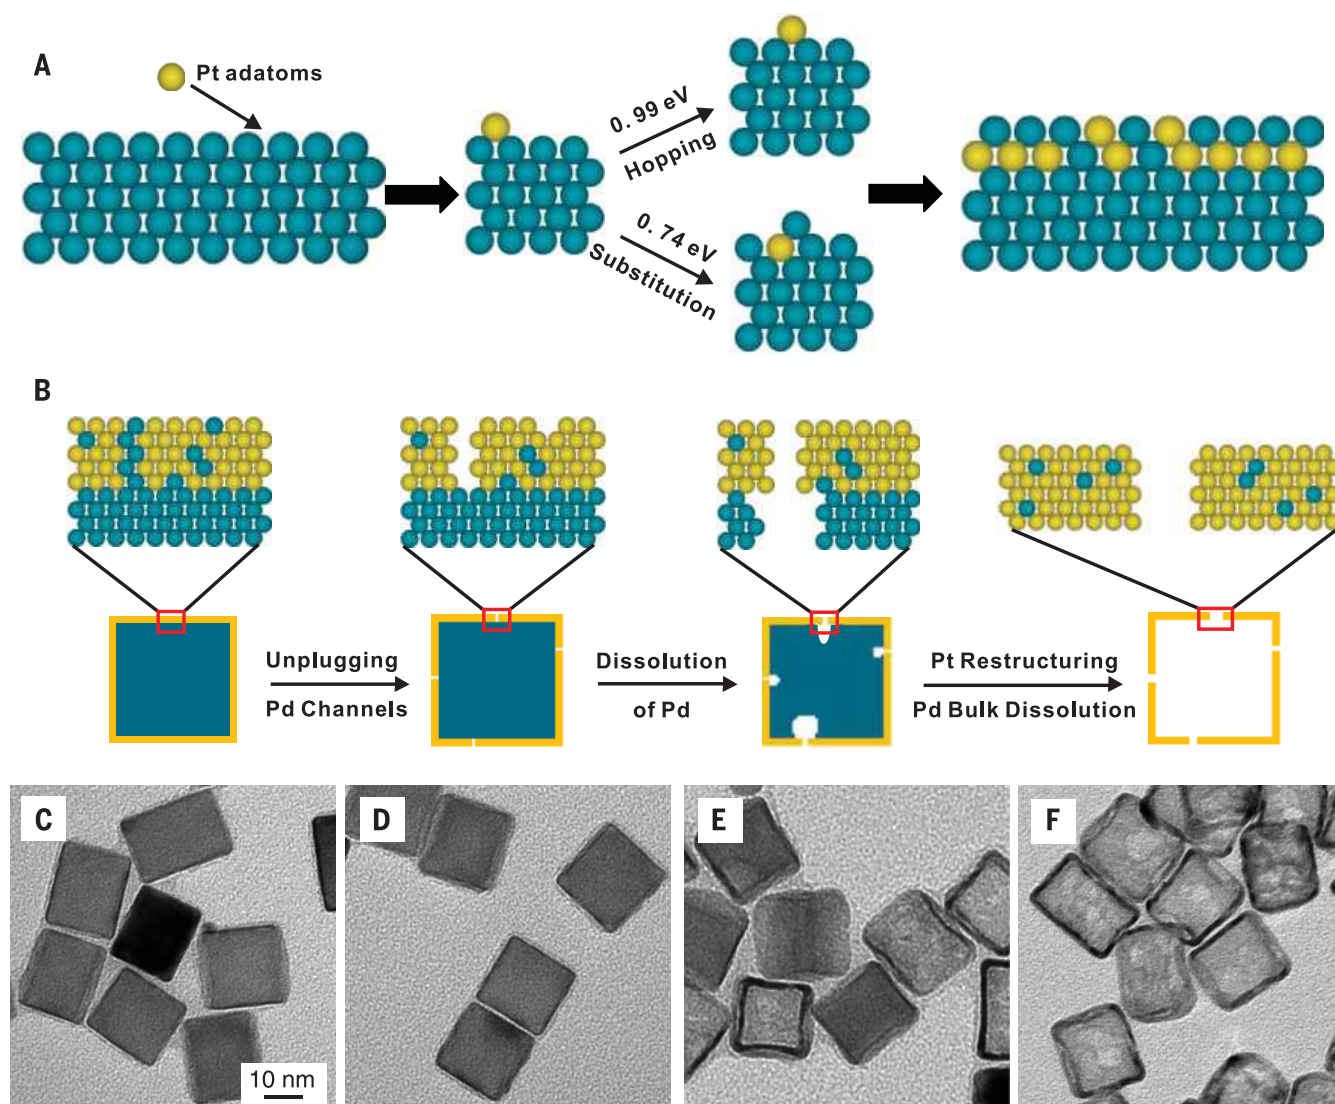 A
Pt adatoms
0.99 eV
Hopping
0.74 eV
Substitution
B
Unplugging
Pd Channels
Dissolution
of Pd
Pt Restructuring
Pd Bulk Dissolution
C
D
E
F
10 nm